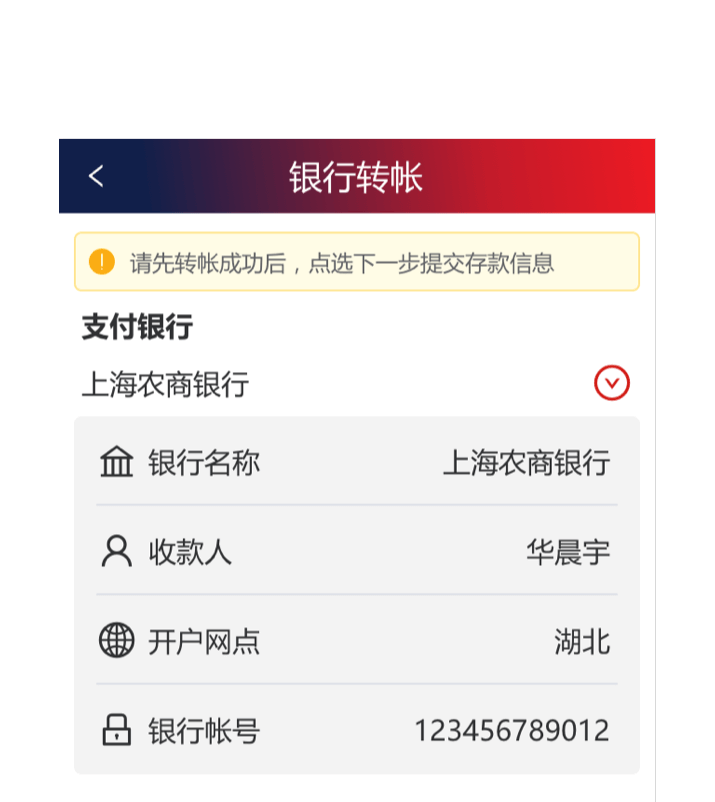 银行转帐
请先转帐成功后，点选下一步提交存款信息
支付银行
上海农商银行
银行名称 上海农商银行
收款人 华晨宇
开户网点 湖北
银行帐号 123456789012